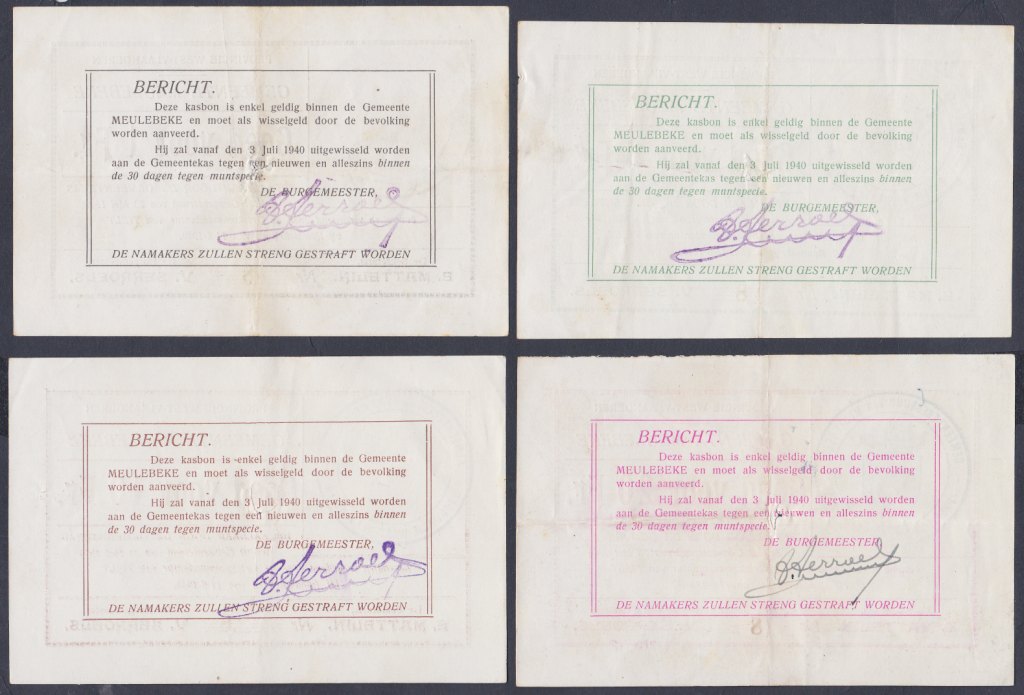 BERICHT.
Deze kasbon is enkel geldig binnen de Gemeente
MEULEBEKE en moet als wisselgeld door de bevolking
worden aanveerd.
Hij zal vanaf den 3 Juli 1940 uitgewisseld worden
aan de Gemeentekas tegen een nieuwen en alleszins binnen
de 30 dagen tegen muntspecie.
DE BURGEMEESTER,
DE NAMAKERS ZULLEN STRENG GESTRAFT WORDEN
BERICHT.
Deze kasbon is enkel geldig binnen de Gemeente
MEULEBEKE en moet als wisselgeld door de bevolking
worden aanveerd.
Hij zal vanaf den 3 Juli 1940 uitgewisseld worden
aan de Gemeentekas tegen een nieuwen en alleszins binnen
de 30 dagen tegen muntspecie.
DE BURGEMEESTER,
DE NAMAKERS ZULLEN STRENG GESTRAFT WORDEN
BERICHT.
Deze kasbon is enkel geldig binnen de Gemeente
MEULEBEKE en moet als wisselgeld door de bevolking
worden aanveerd.
Hij zal vanaf den 3 Juli 1940 uitgewisseld worden
aan de Gemeentekas tegen een nieuwen en alleszins binnen
de 30 dagen tegen muntspecie.
DE BURGEMEESTER,
DE NAMAKERS ZULLEN STRENG GESTRAFT WORDEN
BERICHT.
Deze kasbon is enkel geldig binnen de Gemeente
MEULEBEKE en moet als wisselgeld door de bevolking
worden aanveerd.
Hij zal vanaf den 3 Juli 1940 uitgewisseld worden
aan de Gemeentekas tegen een nieuwen en alleszins binnen
de 30 dagen tegen muntspecie.
DE BURGEMEESTER,
DE NAMAKERS ZULLEN STRENG GESTRAFT WORDEN